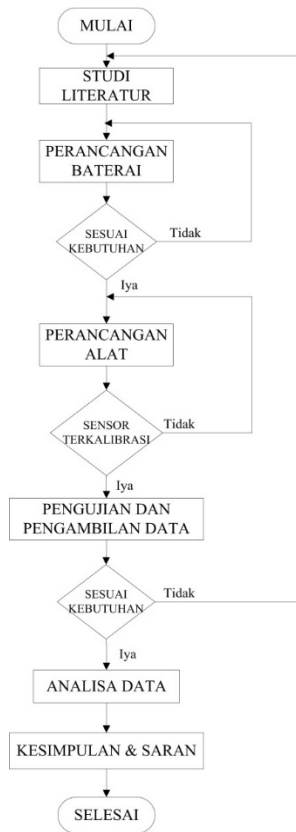 MULAI
STUDI
LITERATUR
PERANCANGAN
BATERAI
SESUAI
KEBUTUHAN
Tidak
Iya
PERANCANGAN
ALAT
SENSOR
TERKALIBRASI
Tidak
Iya
PENGUJIAN DAN
PENGAMBILAN DATA
SESUAI
KEBUTUHAN
Tidak
Iya
ANALISA DATA
KESIMPULAN & SARAN
SELESAI